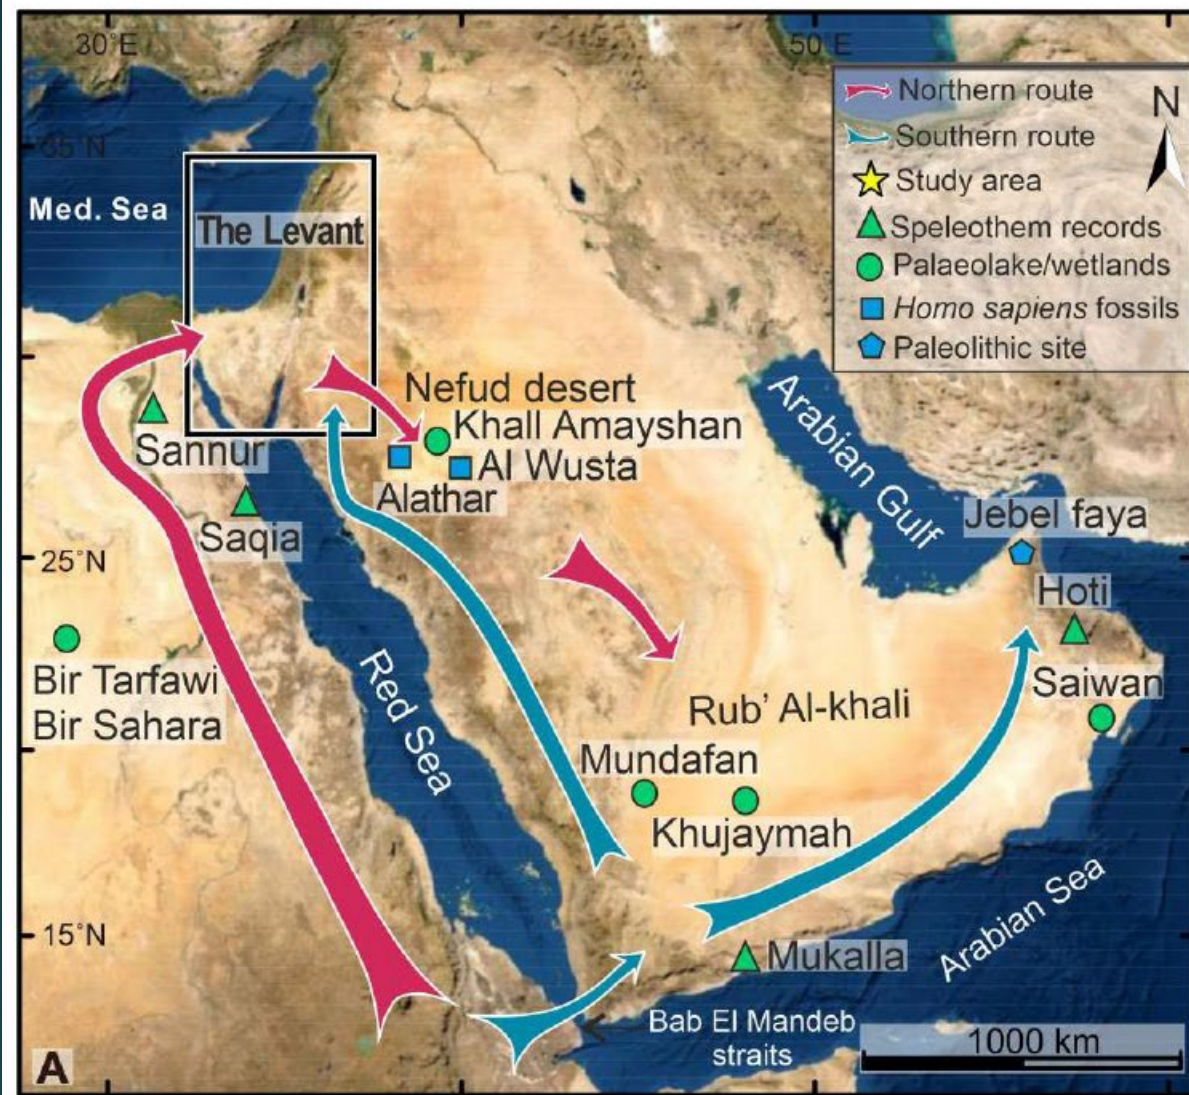 30°E
50 E
35°N
Northern route
Southern route
Study area
Speleothem records
Palaeolake/wetlands
Homo sapiens fossils
Paleolithic site
N
Med. Sea
The Levant
Nefud desert
Khall Amayshan
Al Wusta
Alathar
Sannur
Saqia
Arabian Gulf
Jebel faya
25°N
Hoti
Bir Tarfawi
Bir Sahara
Red Sea
Saiwan
Rub' Al-khali
Mundafan
Khujaymah
15°N
Mukalla
Arabian Sea
Bab El Mandeb
straits
1000 km
A